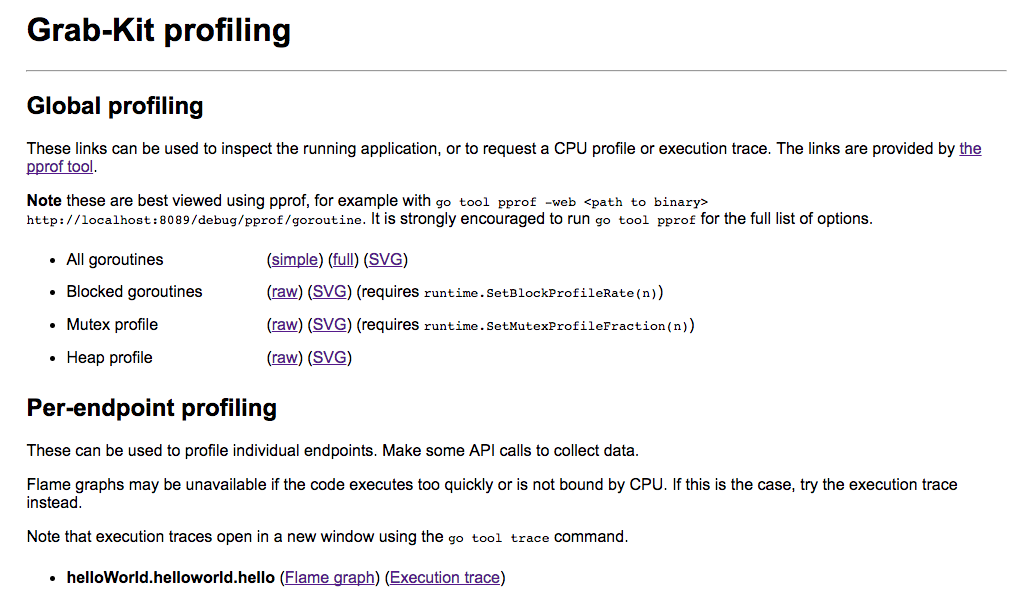 Grab-Kit profiling
Global profiling
These links can be used to inspect the running application, or to request a CPU profile or execution trace. The links are provided by the
pprof tool.
Note these are best viewed using pprof, for example with go tool pprof -web <path to binary>
http://localhost:8089/debug/pprof/goroutine. It is strongly encouraged to run go tool pprof for the full list of options.
• All goroutines (simple) (full) (SVG)
• Blocked goroutines (raw) (SVG) (requires runtime.SetBlockProfileRate(n))
• Mutex profile (raw) (SVG) (requires runtime.SetMutexProfileFraction(n))
• Heap profile (raw) (SVG)
Per-endpoint profiling
These can be used to profile individual endpoints. Make some API calls to collect data.
Flame graphs may be unavailable if the code executes too quickly or is not bound by CPU. If this is the case, try the execution trace
instead.
Note that execution traces open in a new window using the go tool trace command.
• helloWorld.helloworld.hello (Flame graph) (Execution trace)